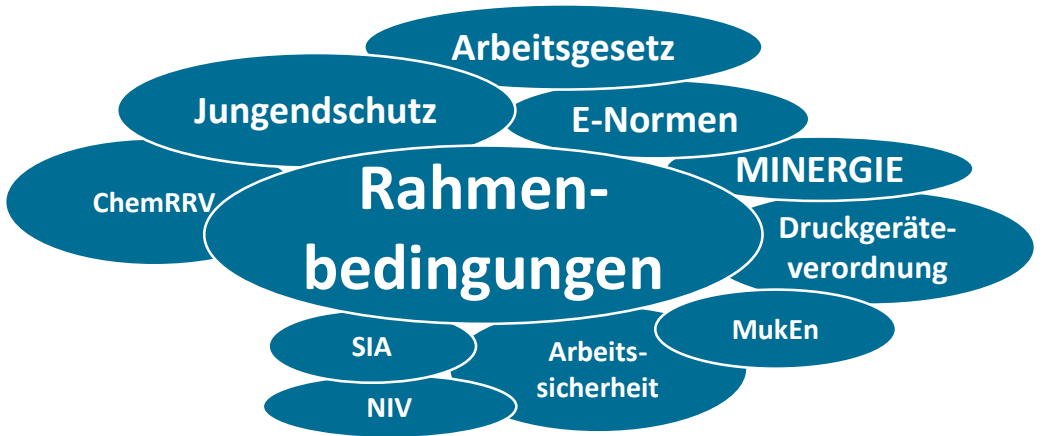 Arbeitsgesetz
Jungendschutz
E-Normen
MINERGIE
ChemRRV
Rahmen-
bedingungen
Druckgeräte-
verordnung
MukEn
SIA
Arbeits-
sicherheit
NIV